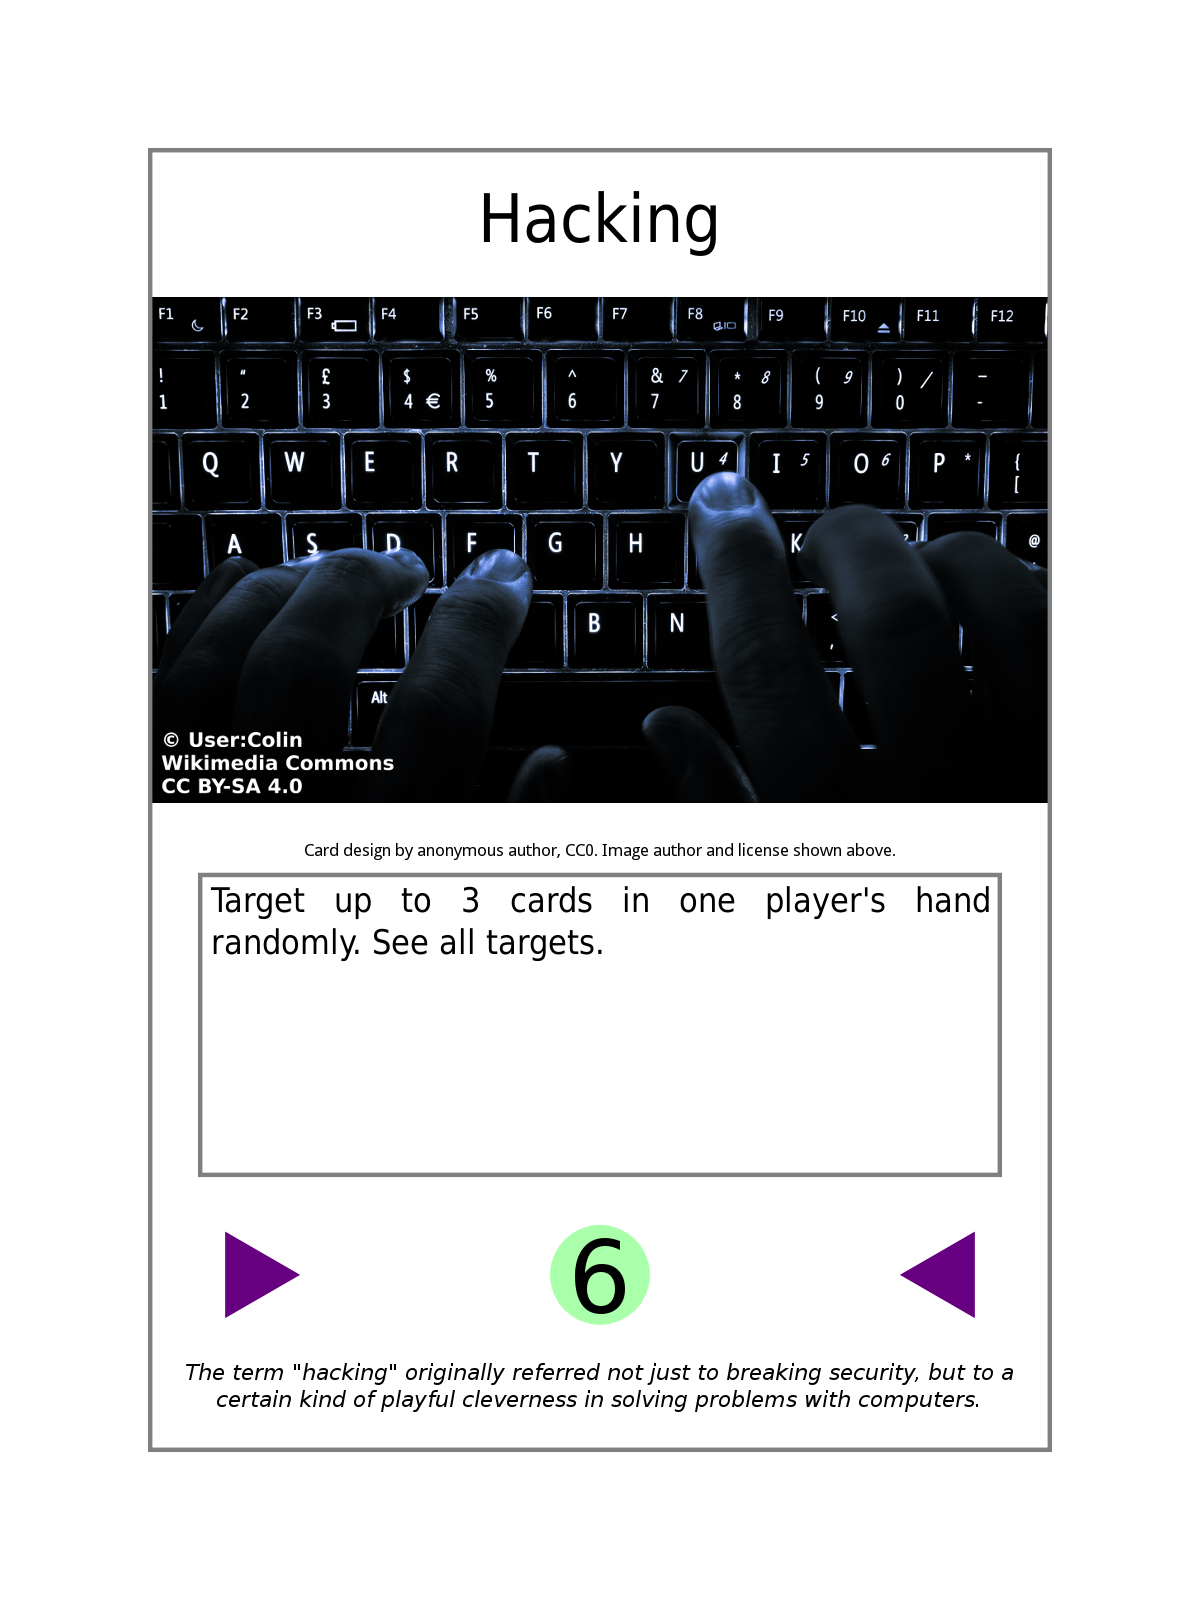 Hacking
F1 F2 F3 F4 F5 F6 F7 F8 F9 F10 F11 F12
! " £ $ % ^ & 7 * 8 ( 9 ) / _
1 2 3 4 € 5 6 7 8 9 0 -
Q W E R T Y U 4 I 5 O 6 P * {
[
A S D F G H K @
B N <
,
Alt
© User:Colin
Wikimedia Commons
CC BY-SA 4.0
Card design by anonymous author, CC0. Image author and license shown above.
Target up to 3 cards in one player's hand
randomly. See all targets.
6
The term "hacking" originally referred not just to breaking security, but to a
certain kind of playful cleverness in solving problems with computers.